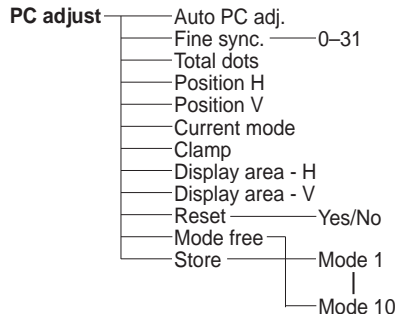 PC adjust Auto PC adj.
Fine sync. 0–31
Total dots
Position H
Position V
Current mode
Clamp
Display area - H
Display area - V
Reset Yes/No
Mode free
Store Mode 1
Mode 10